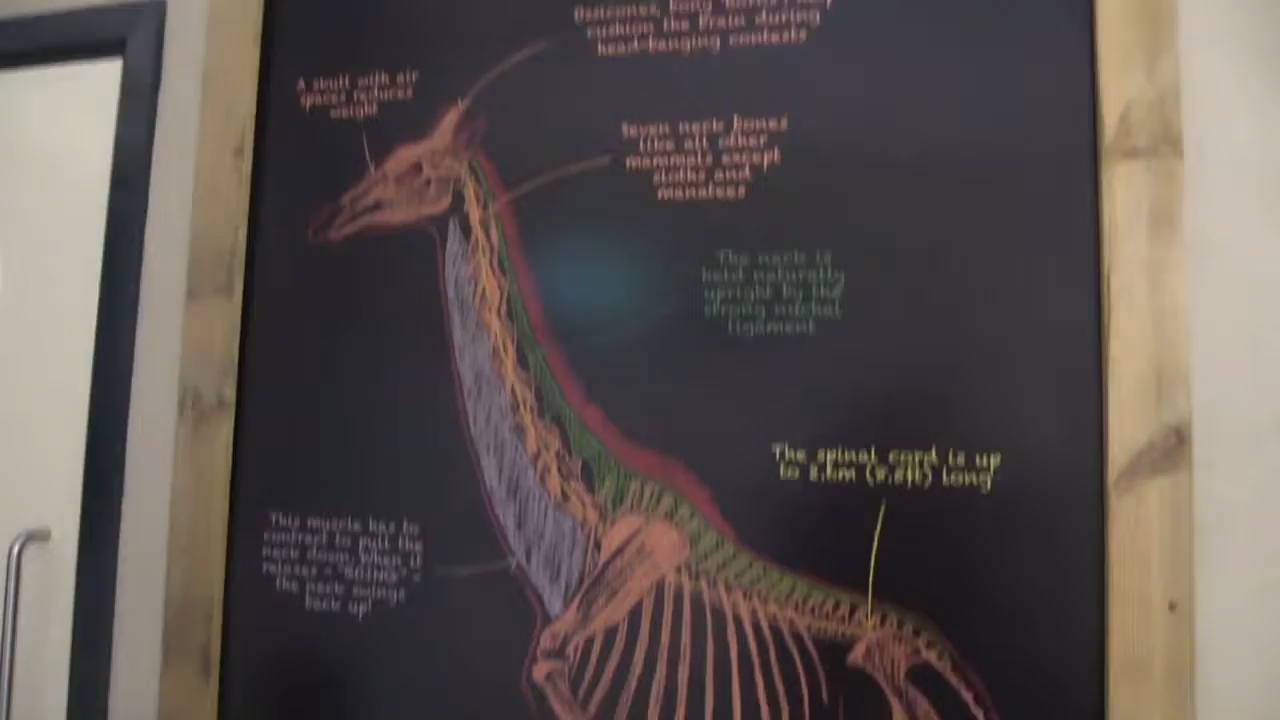 cushion the brain during
head-banging contests
A skull with air
spaces reduces
weight
Seven neck bones
like all other
mammals except
sloths and
manatees
The neck is
held naturally
upright by the
strong nuchal
ligament
The spinal cord is up
long
This muscle has to
contract to pull the
neck down. When it
relaxes - "BOING" -
the neck swings
back up!